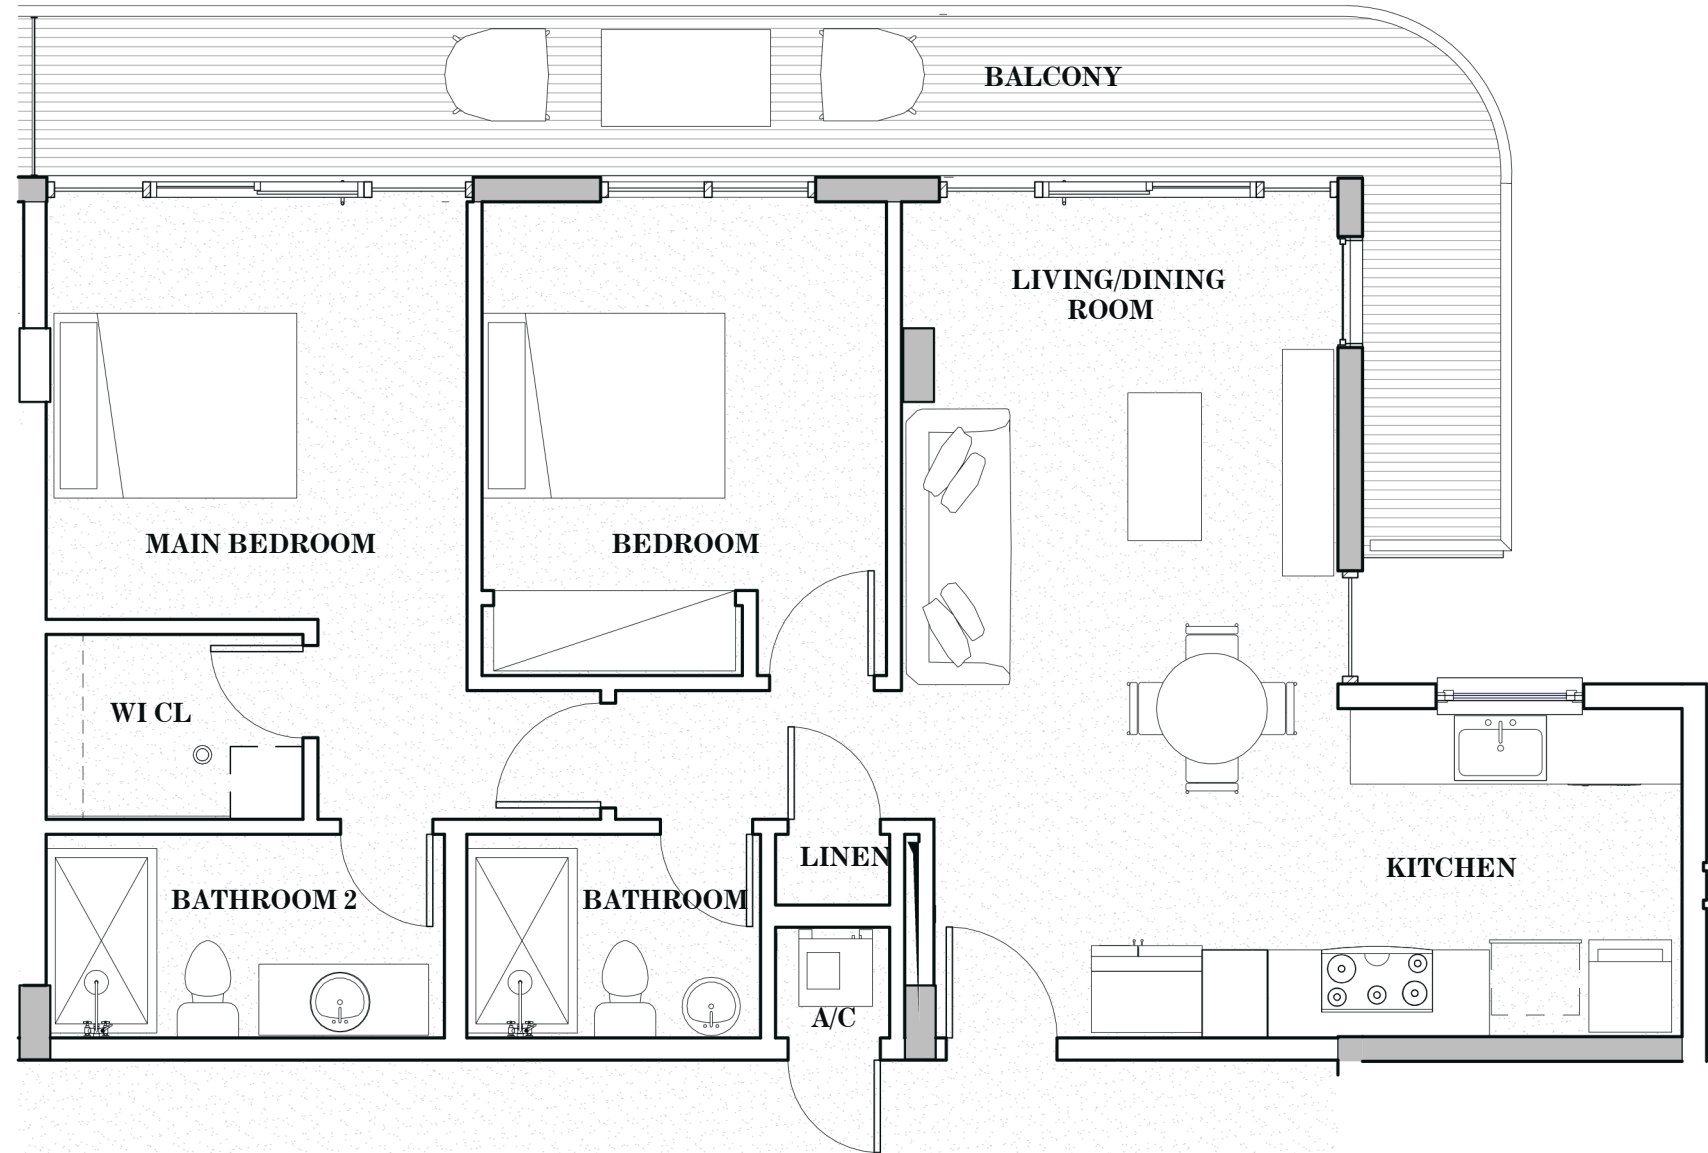 BALCONY
LIVING/DINING
ROOM
MAIN BEDROOM
BEDROOM
WI CL
LINEN
KITCHEN
BATHROOM 2
BATHROOM
A/C